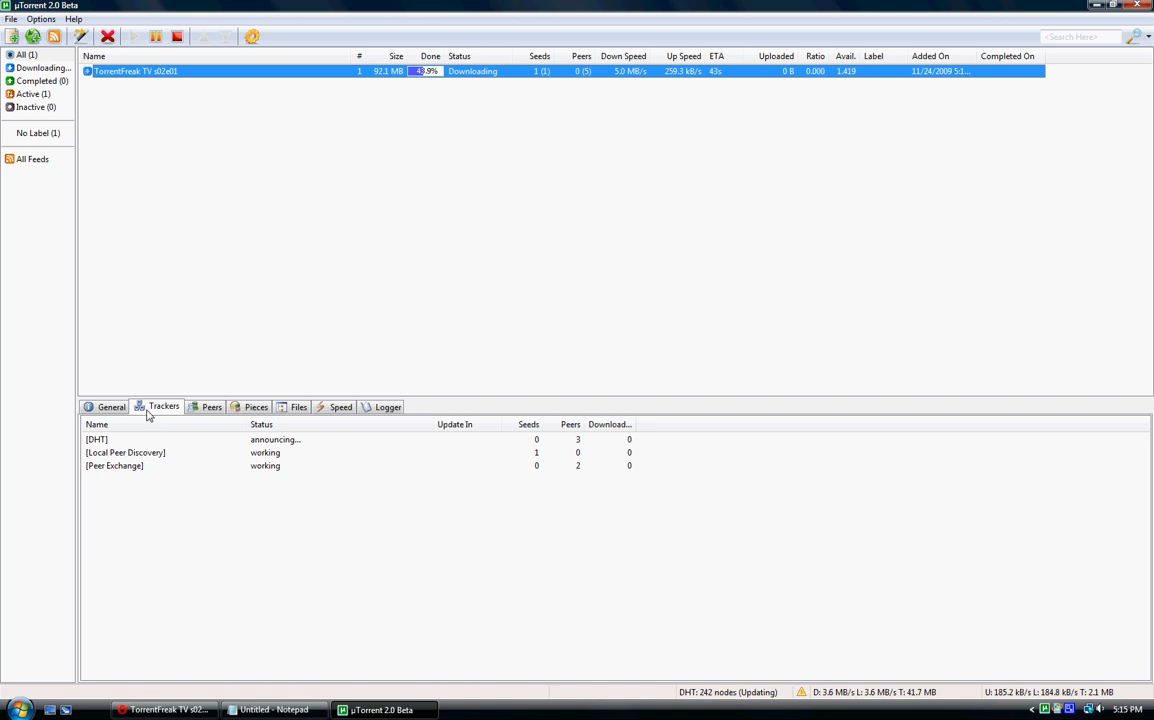 µTorrent 2.0 Beta
File Options Help
<Search Here>
All (1)
Downloading...
Completed (0)
Active (1)
Inactive (0)
No Label (1)
All Feeds
Name # Size Done Status Seeds Peers Down Speed Up Speed ETA Uploaded Ratio Avail. Label Added On Completed On
TorrentFreak TV s02e01 1 92.1 MB Downloading 1 (1) 0 (5) 5.0 MB/s 259.3 kB/s 43s 0 B 0.000 1.419 11/24/2009 5:1...
General Trackers Peers Pieces Files Speed Logger
Name Status Update In Seeds Peers Download...
[DHT] announcing... 0 3 0
[Local Peer Discovery] working 1 0 0
[Peer Exchange] working 0 2 0
DHT: 242 nodes (Updating) D: 3.6 MB/s L: 3.6 MB/s T: 41.7 MB U: 185.2 kB/s L: 184.8 kB/s T: 2.1 MB
TorrentFreak TV s02... Untitled - Notepad µTorrent 2.0 Beta 5:15 PM